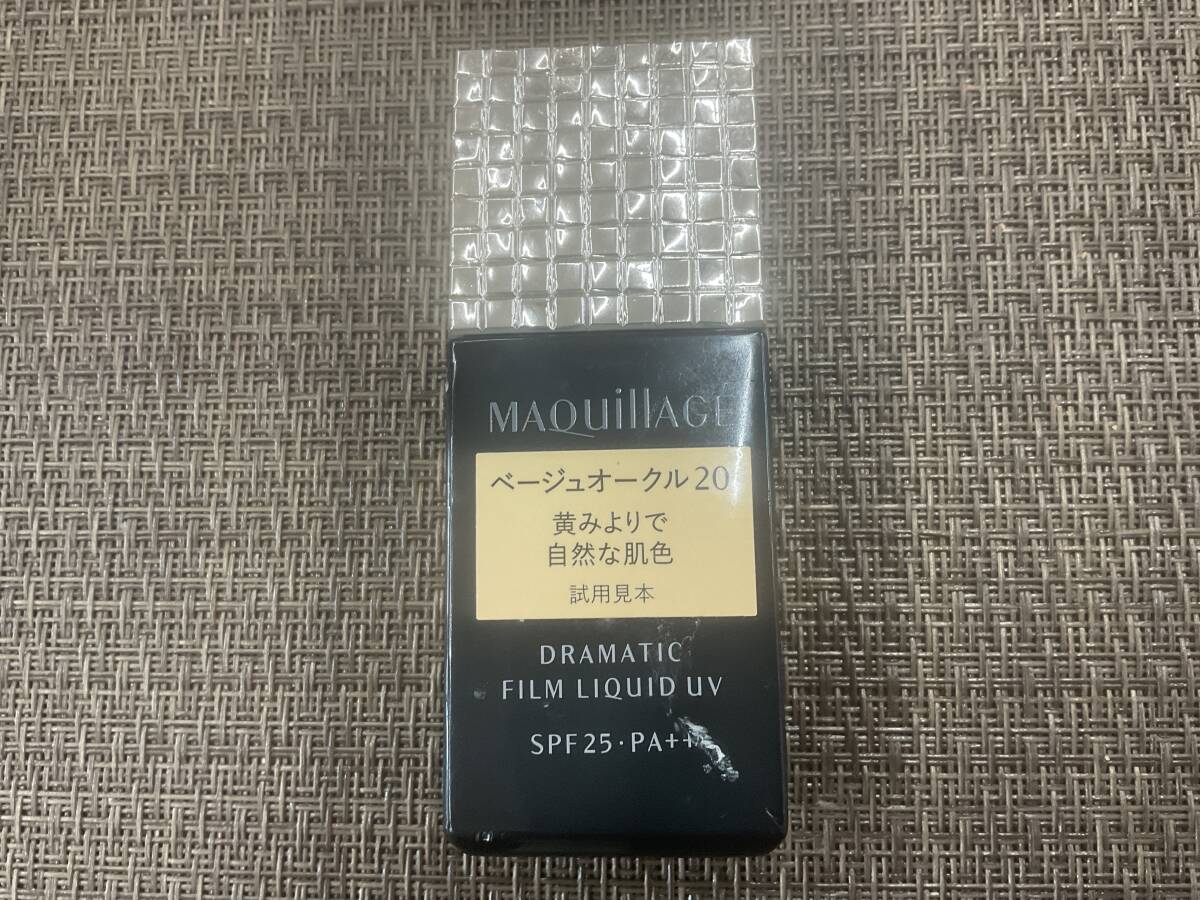 MAQuillAGE
ベージュオークル20
黄みよりで
自然な肌色
試用見本
DRAMATIC
FILM LIQUID UV
SPF25・PA++